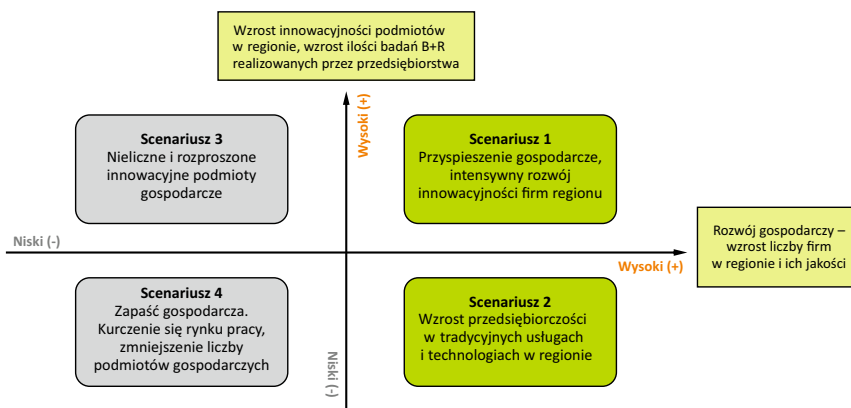 Wzrost innowacyjności podmiotów
w regionie, wzrost ilości badań B+R
realizowanych przez przedsiębiorstwa
Wysoki (+)
Scenariusz 3
Nieliczne i rozproszone
innowacyjne podmioty
gospodarcze
Scenariusz 1
Przyspieszenie gospodarcze,
intensywny rozwój
innowacyjności firm regionu
Niski (-)
Wysoki (+)
Rozwój gospodarczy –
wzrost liczby firm
w regionie i ich jakości
Scenariusz 4
Zapaść gospodarcza.
Kurczenie się rynku pracy,
zmniejszenie liczby
podmiotów gospodarczych
Scenariusz 2
Wzrost przedsiębiorczości
w tradycyjnych usługach
i technologiach w regionie
Niski (-)